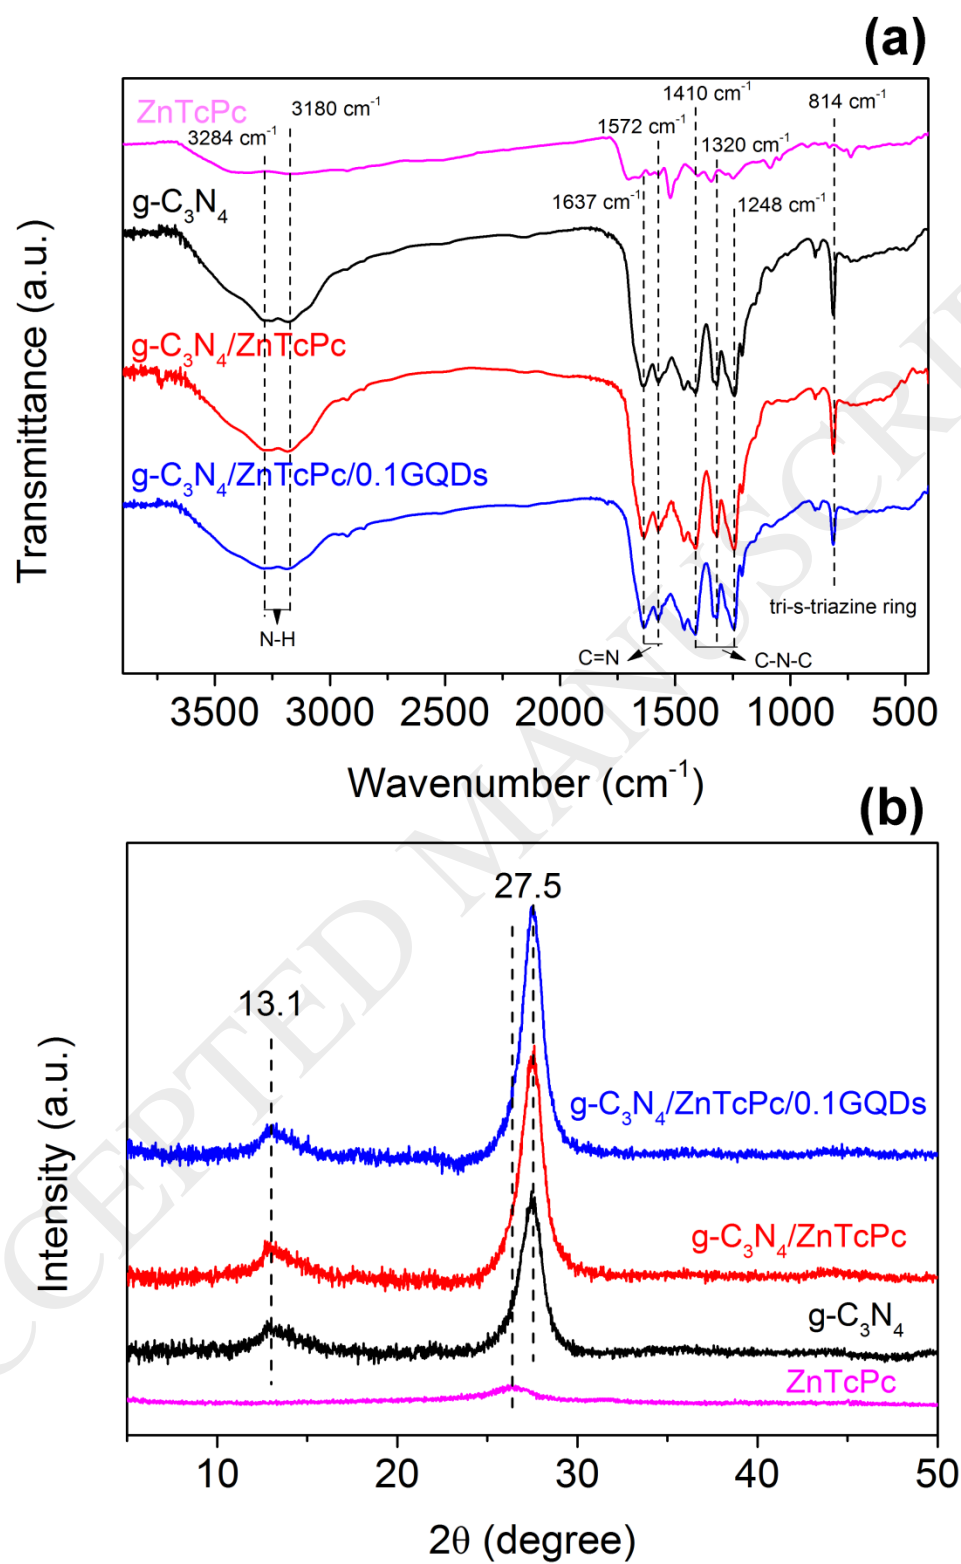 (a)
ZnTcPc
3284 cm⁻¹
3180 cm⁻¹
1572 cm⁻¹
1410 cm⁻¹
1320 cm⁻¹
814 cm⁻¹
g-C₃N₄
1637 cm⁻¹
1248 cm⁻¹
g-C₃N₄/ZnTcPc
g-C₃N₄/ZnTcPc/0.1GQDs
N-H
C=N
C-N-C
tri-s-triazine ring
Transmittance (a.u.)
3500 3000 2500 2000 1500 1000 500
Wavenumber (cm⁻¹)
(b)
27.5
13.1
g-C₃N₄/ZnTcPc/0.1GQDs
g-C₃N₄/ZnTcPc
g-C₃N₄
ZnTcPc
Intensity (a.u.)
10 20 30 40 50
2θ (degree)